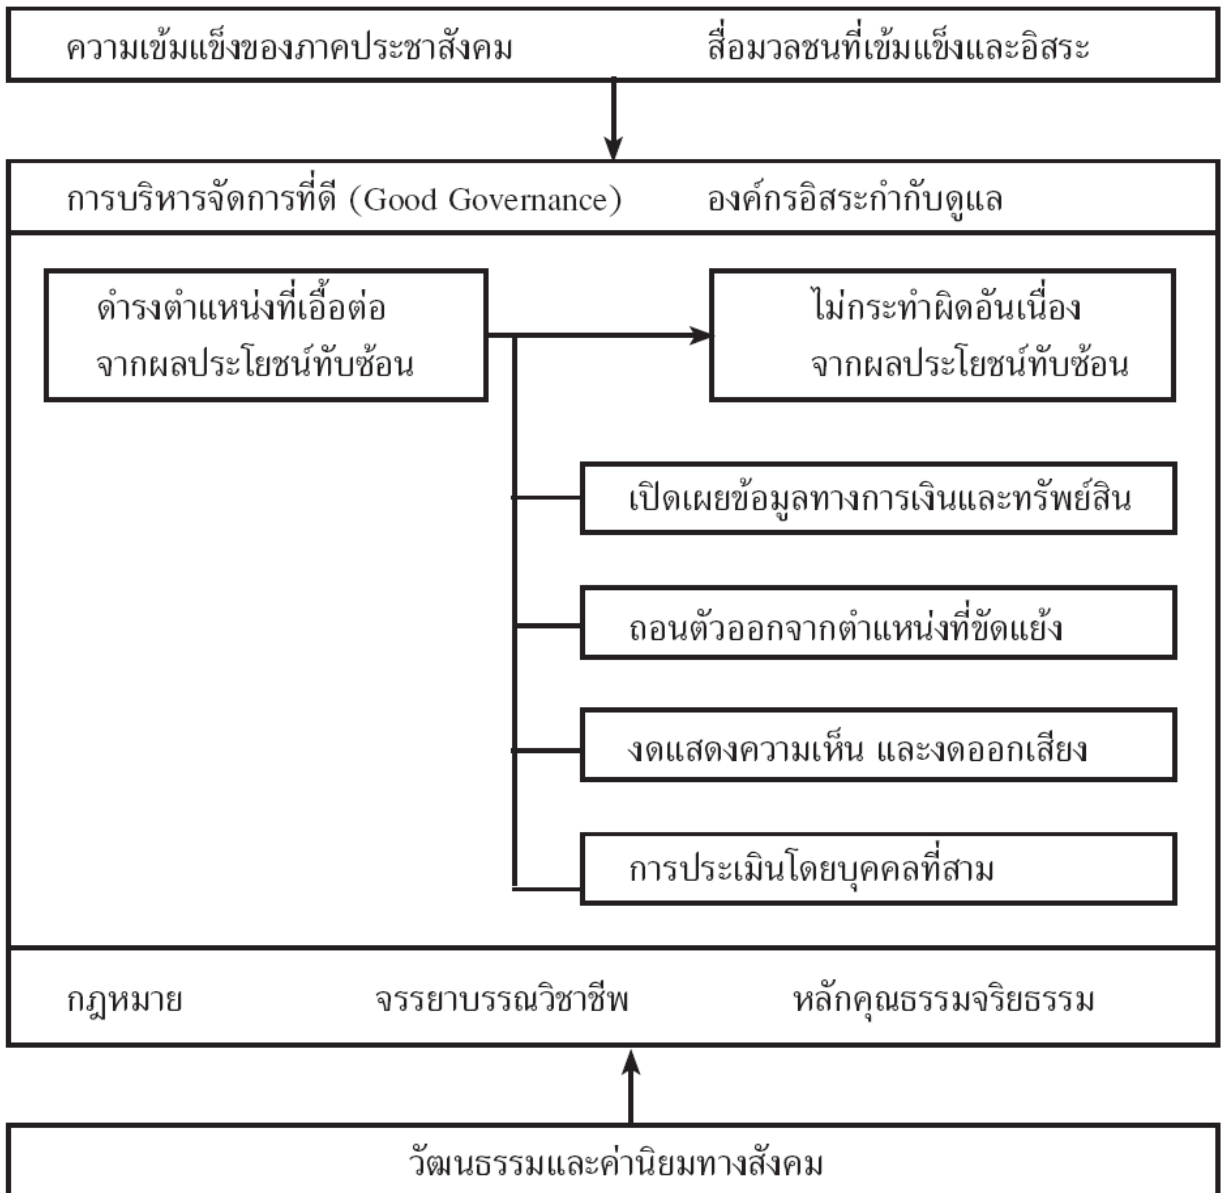 ความเข้มแข็งของภาคประชาสังคม สื่อมวลชนที่เข้มแข็งและอิสระ
การบริหารจัดการที่ดี (Good Governance) องค์กรอิสระกำกับดูแล
ดำรงตำแหน่งที่เอื้อต่อ
จากผลประโยชน์ทับซ้อน
ไม่กระทำผิดอันเนื่อง
จากผลประโยชน์ทับซ้อน
เปิดเผยข้อมูลทางการเงินและทรัพย์สิน
ถอนตัวออกจากตำแหน่งที่ขัดแย้ง
งดแสดงความเห็น และงดออกเสียง
การประเมินโดยบุคคลที่สาม
กฎหมาย จรรยาบรรณวิชาชีพ หลักคุณธรรมจริยธรรม
วัฒนธรรมและค่านิยมทางสังคม